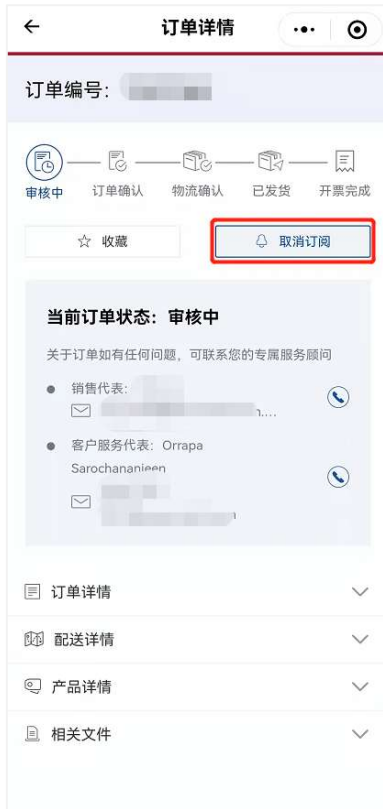 订单详情
订单编号：
审核中 订单确认 物流确认 已发货 开票完成
收藏 取消订阅
当前订单状态：审核中
关于订单如有任何问题，可联系您的专属服务顾问
销售代表：
客户服务代表：Orrapa
Sarochananjeen
订单详情
配送详情
产品详情
相关文件